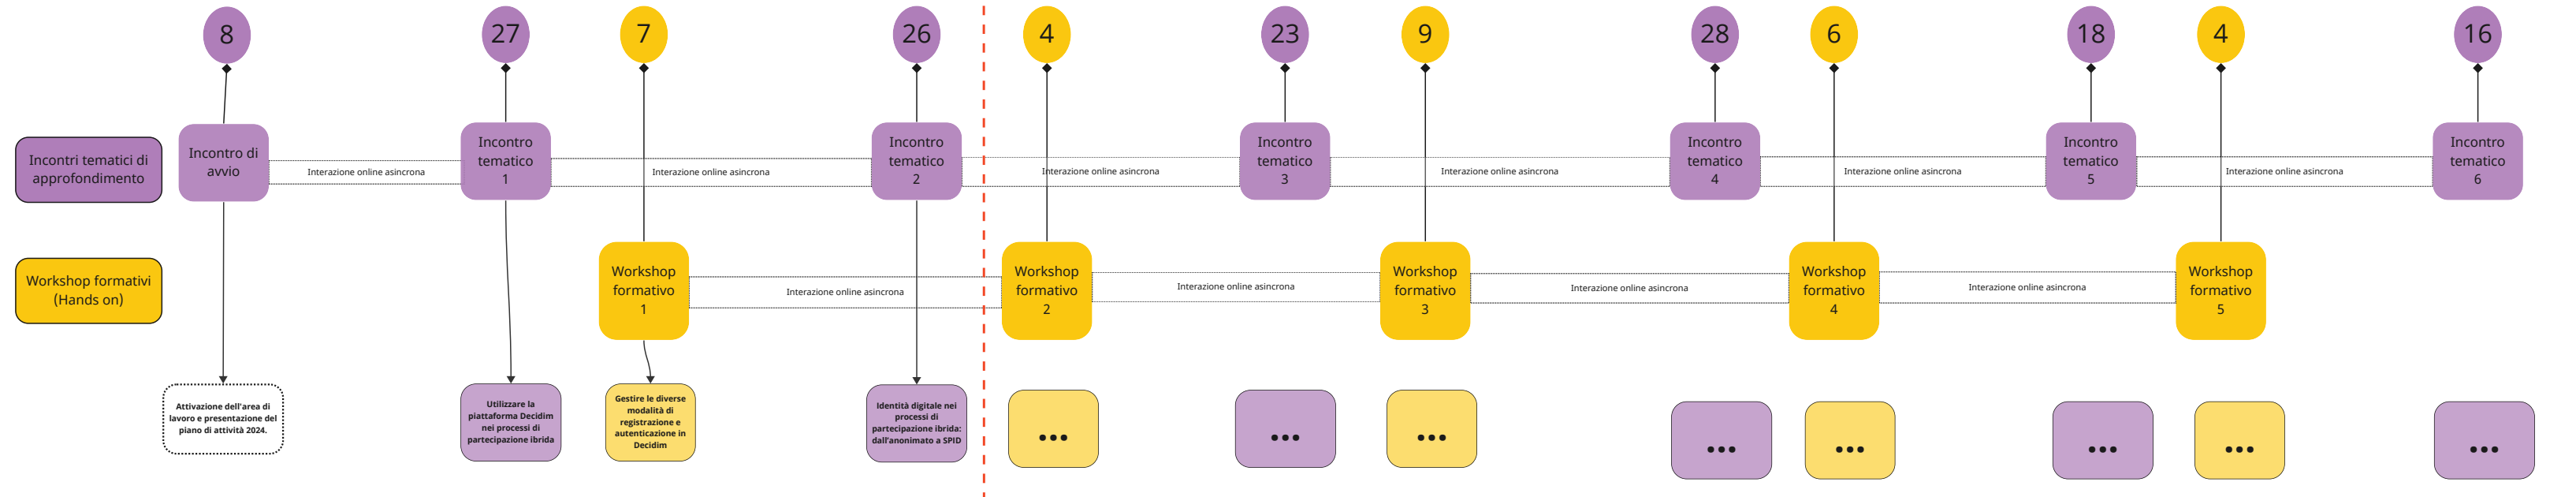 8
27
7
26
4
23
9
28
6
18
4
16
Incontri tematici di
approfondimento
Incontro di
avvio
Interazione online asincrona
Incontro
tematico
1
Interazione online asincrona
Incontro
tematico
2
Interazione online asincrona
Incontro
tematico
3
Interazione online asincrona
Incontro
tematico
4
Interazione online asincrona
Incontro
tematico
5
Interazione online asincrona
Incontro
tematico
6
Workshop formativi
(Hands on)
Workshop
formativo
1
Interazione online asincrona
Workshop
formativo
2
Interazione online asincrona
Workshop
formativo
3
Interazione online asincrona
Workshop
formativo
4
Interazione online asincrona
Workshop
formativo
5
Attivazione dell'area di
lavoro e presentazione del
piano di attività 2024.
Utilizzare la
piattaforma Decidim
nei processi di
partecipazione ibrida
Gestire le diverse
modalità di
registrazione e
autenticazione in
Decidim
Identità digitale nei
processi di
partecipazione ibrida:
dall'anonimato a SPID
...
...
...
...
...
...
...
...